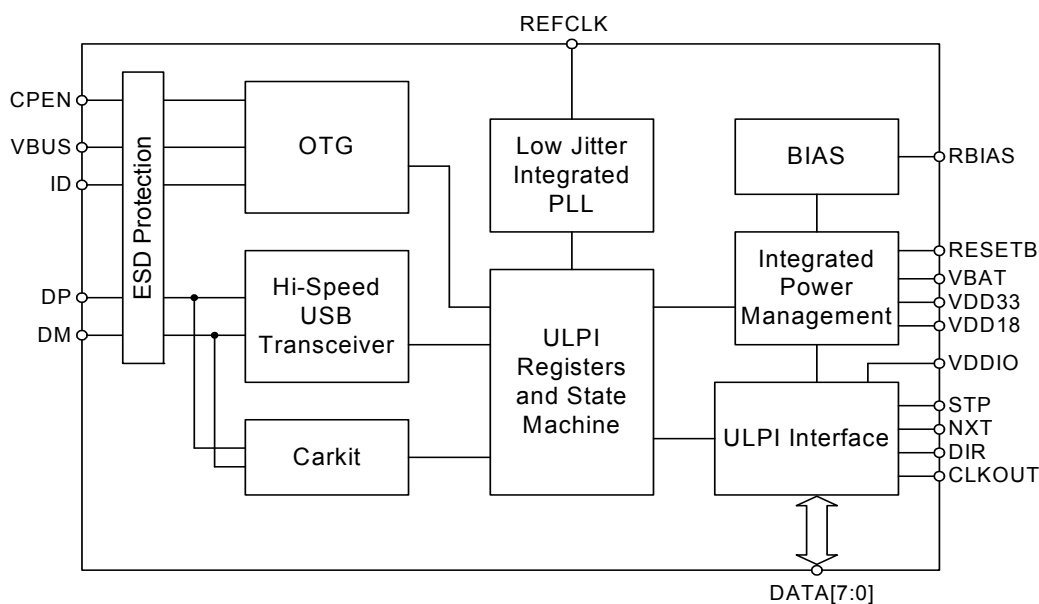 REFCLK
CPEN
VBUS
ID
DP
DM
ESD Protection
OTG
Hi-Speed
USB
Transceiver
Carkit
Low Jitter
Integrated
PLL
ULPI
Registers
and State
Machine
BIAS
Integrated
Power
Management
ULPI Interface
RBIAS
RESETB
VBAT
VDD33
VDD18
VDDIO
STP
NXT
DIR
CLKOUT
DATA[7:0]